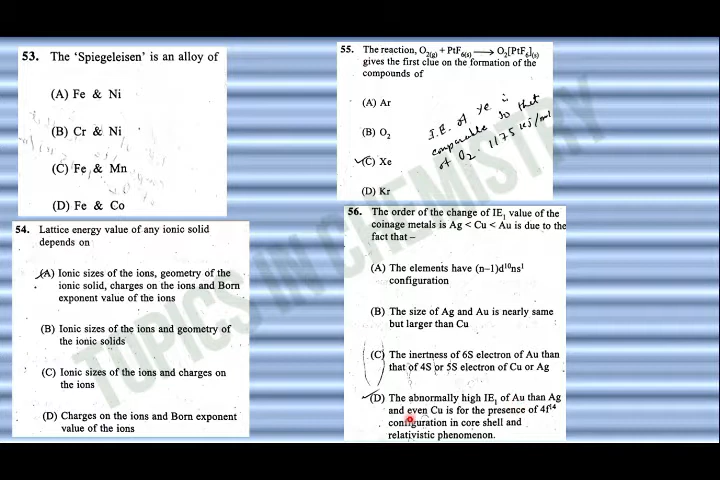 53. The 'Spiegeleisen' is an alloy of
(A) Fe & Ni
(B) Cr & Ni
(C) Fe & Mn
(D) Fe & Co
54. Lattice energy value of any ionic solid
depends on
(A) Ionic sizes of the ions, geometry of the
ionic solid, charges on the ions and Born
exponent value of the ions
(B) Ionic sizes of the ions and geometry of
the ionic solids
(C) Ionic sizes of the ions and charges on
the ions
(D) Charges on the ions and Born exponent
value of the ions
55. The reaction, O₂(g) + PtF₆(s) ⟶ O₂[PtF₆](s)
gives the first clue on the formation of the
compounds of
(A) Ar
(B) O₂
(C) Xe
(D) Kr
I.E. of Xe is
comparable to that
of O₂. 1175 kJ/mol
56. The order of the change of IE₁ value of the
coinage metals is Ag < Cu < Au is due to the
fact that –
(A) The elements have (n–1)d¹⁰ns¹
configuration
(B) The size of Ag and Au is nearly same
but larger than Cu
(C) The inertness of 6S electron of Au than
that of 4S or 5S electron of Cu or Ag
(D) The abnormally high IE₁ of Au than Ag
and even Cu is for the presence of 4f¹⁴
configuration in core shell and
relativistic phenomenon.
TOPICS IN CHEMISTRY